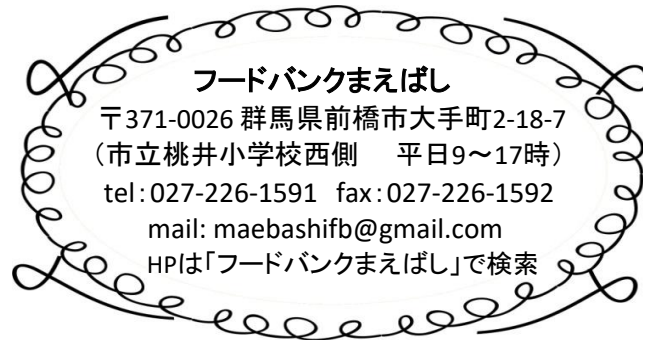 フードバンクまえばし
〒371-0026 群馬県前橋市大手町2-18-7
（市立桃井小学校西側　平日9～17時）
tel：027-226-1591 fax：027-226-1592
mail: maebashifb@gmail.com
HPは「フードバンクまえばし」で検索